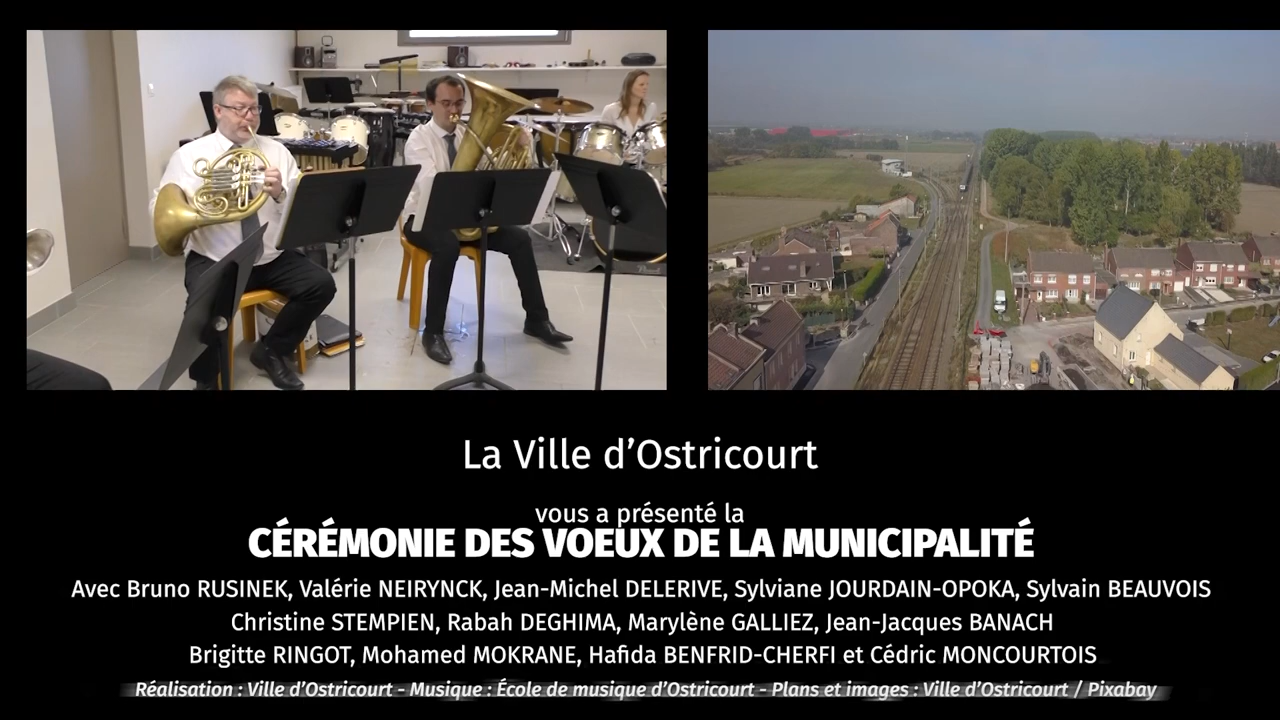 La Ville d’Ostricourt
vous a présenté la
CÉRÉMONIE DES VOEUX DE LA MUNICIPALITÉ
Avec Bruno RUSINEK, Valérie NEIRYNCK, Jean-Michel DELERIVE, Sylviane JOURDAIN-OPOKA, Sylvain BEAUVOIS
Christine STEMPIEN, Rabah DEGHIMA, Marylène GALLIEZ, Jean-Jacques BANACH
Brigitte RINGOT, Mohamed MOKRANE, Hafida BENFRID-CHERFI et Cédric MONCOURTOIS
Réalisation : Ville d’Ostricourt - Musique : École de musique d’Ostricourt - Plans et images : Ville d’Ostricourt / Pixabay